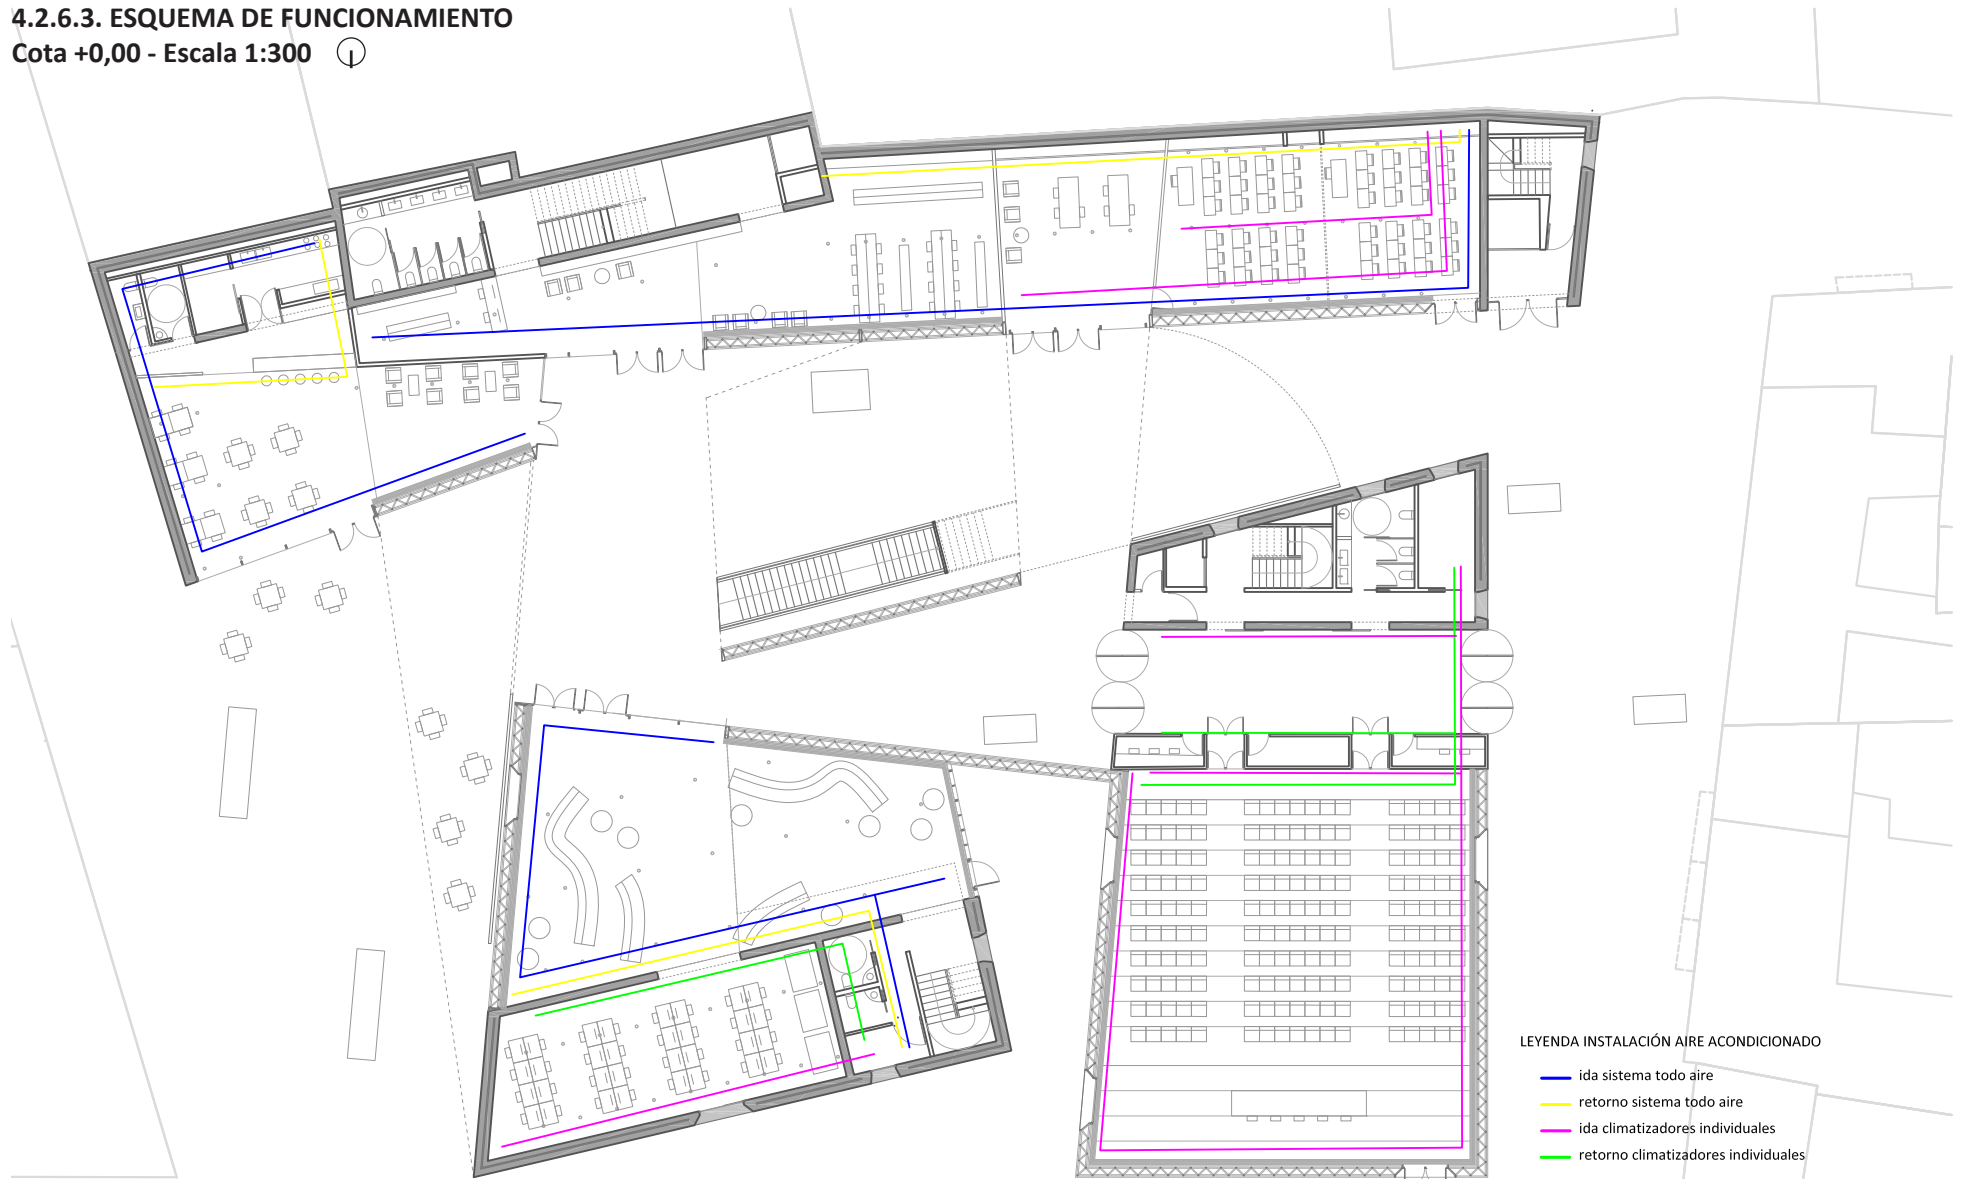 4.2.6.3. ESQUEMA DE FUNCIONAMIENTO
Cota +0,00 - Escala 1:300
LEYENDA INSTALACIÓN AIRE ACONDICIONADO
ida sistema todo aire
retorno sistema todo aire
ida climatizadores individuales
retorno climatizadores individuales